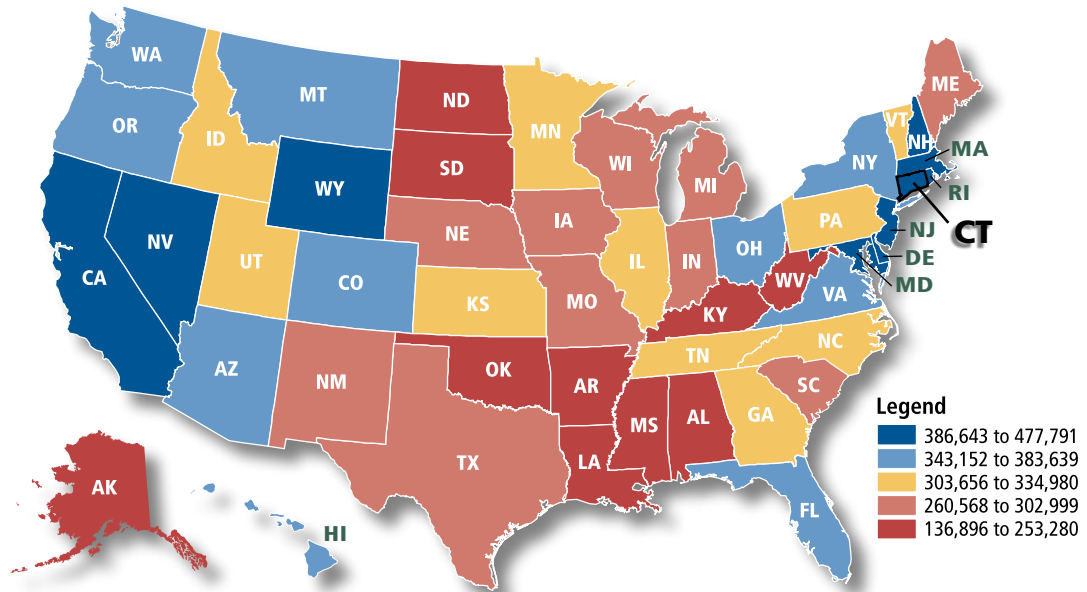 WA
MT
ND
MN
ME
OR
ID
SD
WI
MI
VT
NH
NY
MA
RI
WY
NE
IA
PA
NJ
CT
NV
UT
CO
KS
IL
IN
OH
DE
MD
CA
MO
WV
VA
KY
AZ
NM
OK
AR
TN
NC
SC
MS
AL
GA
TX
LA
AK
HI
FL
Legend
386,643 to 477,791
343,152 to 383,639
303,656 to 334,980
260,568 to 302,999
136,896 to 253,280